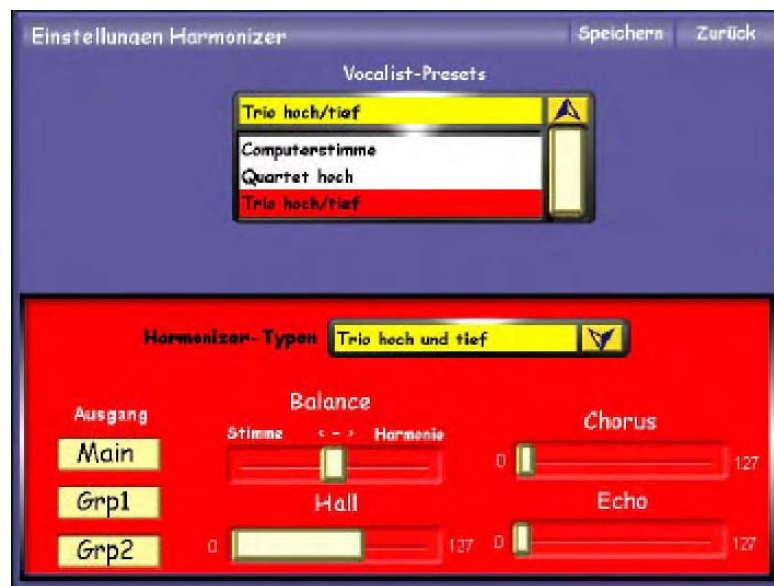 Einstellungen Harmonizer Speichern Zurück
Vocalist-Presets
Trio hoch/tief
Computerstimme
Quartet hoch
Trio hoch/tief
Harmonizer-Typen Trio hoch und tief
Ausgang
Balance
Stimme <-> Harmonie
Chorus
Main
0 127
Grp1
Hall
Echo
Grp2
0 127
0 127